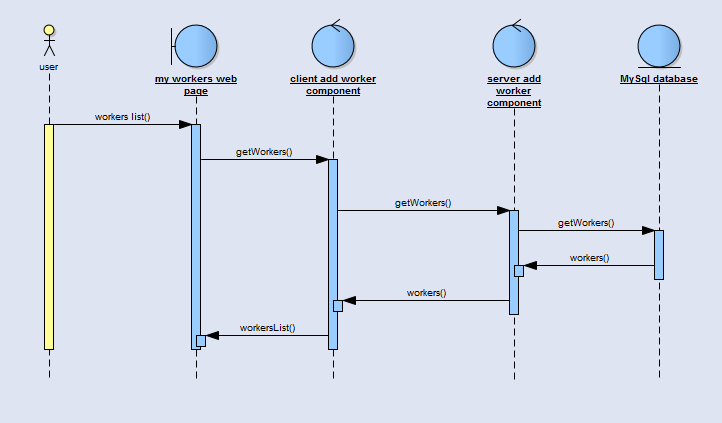 user
my workers web
page
client add worker
component
server add
worker
component
MySql database
workers list()
getWorkers()
getWorkers()
getWorkers()
workers()
workers()
workersList()